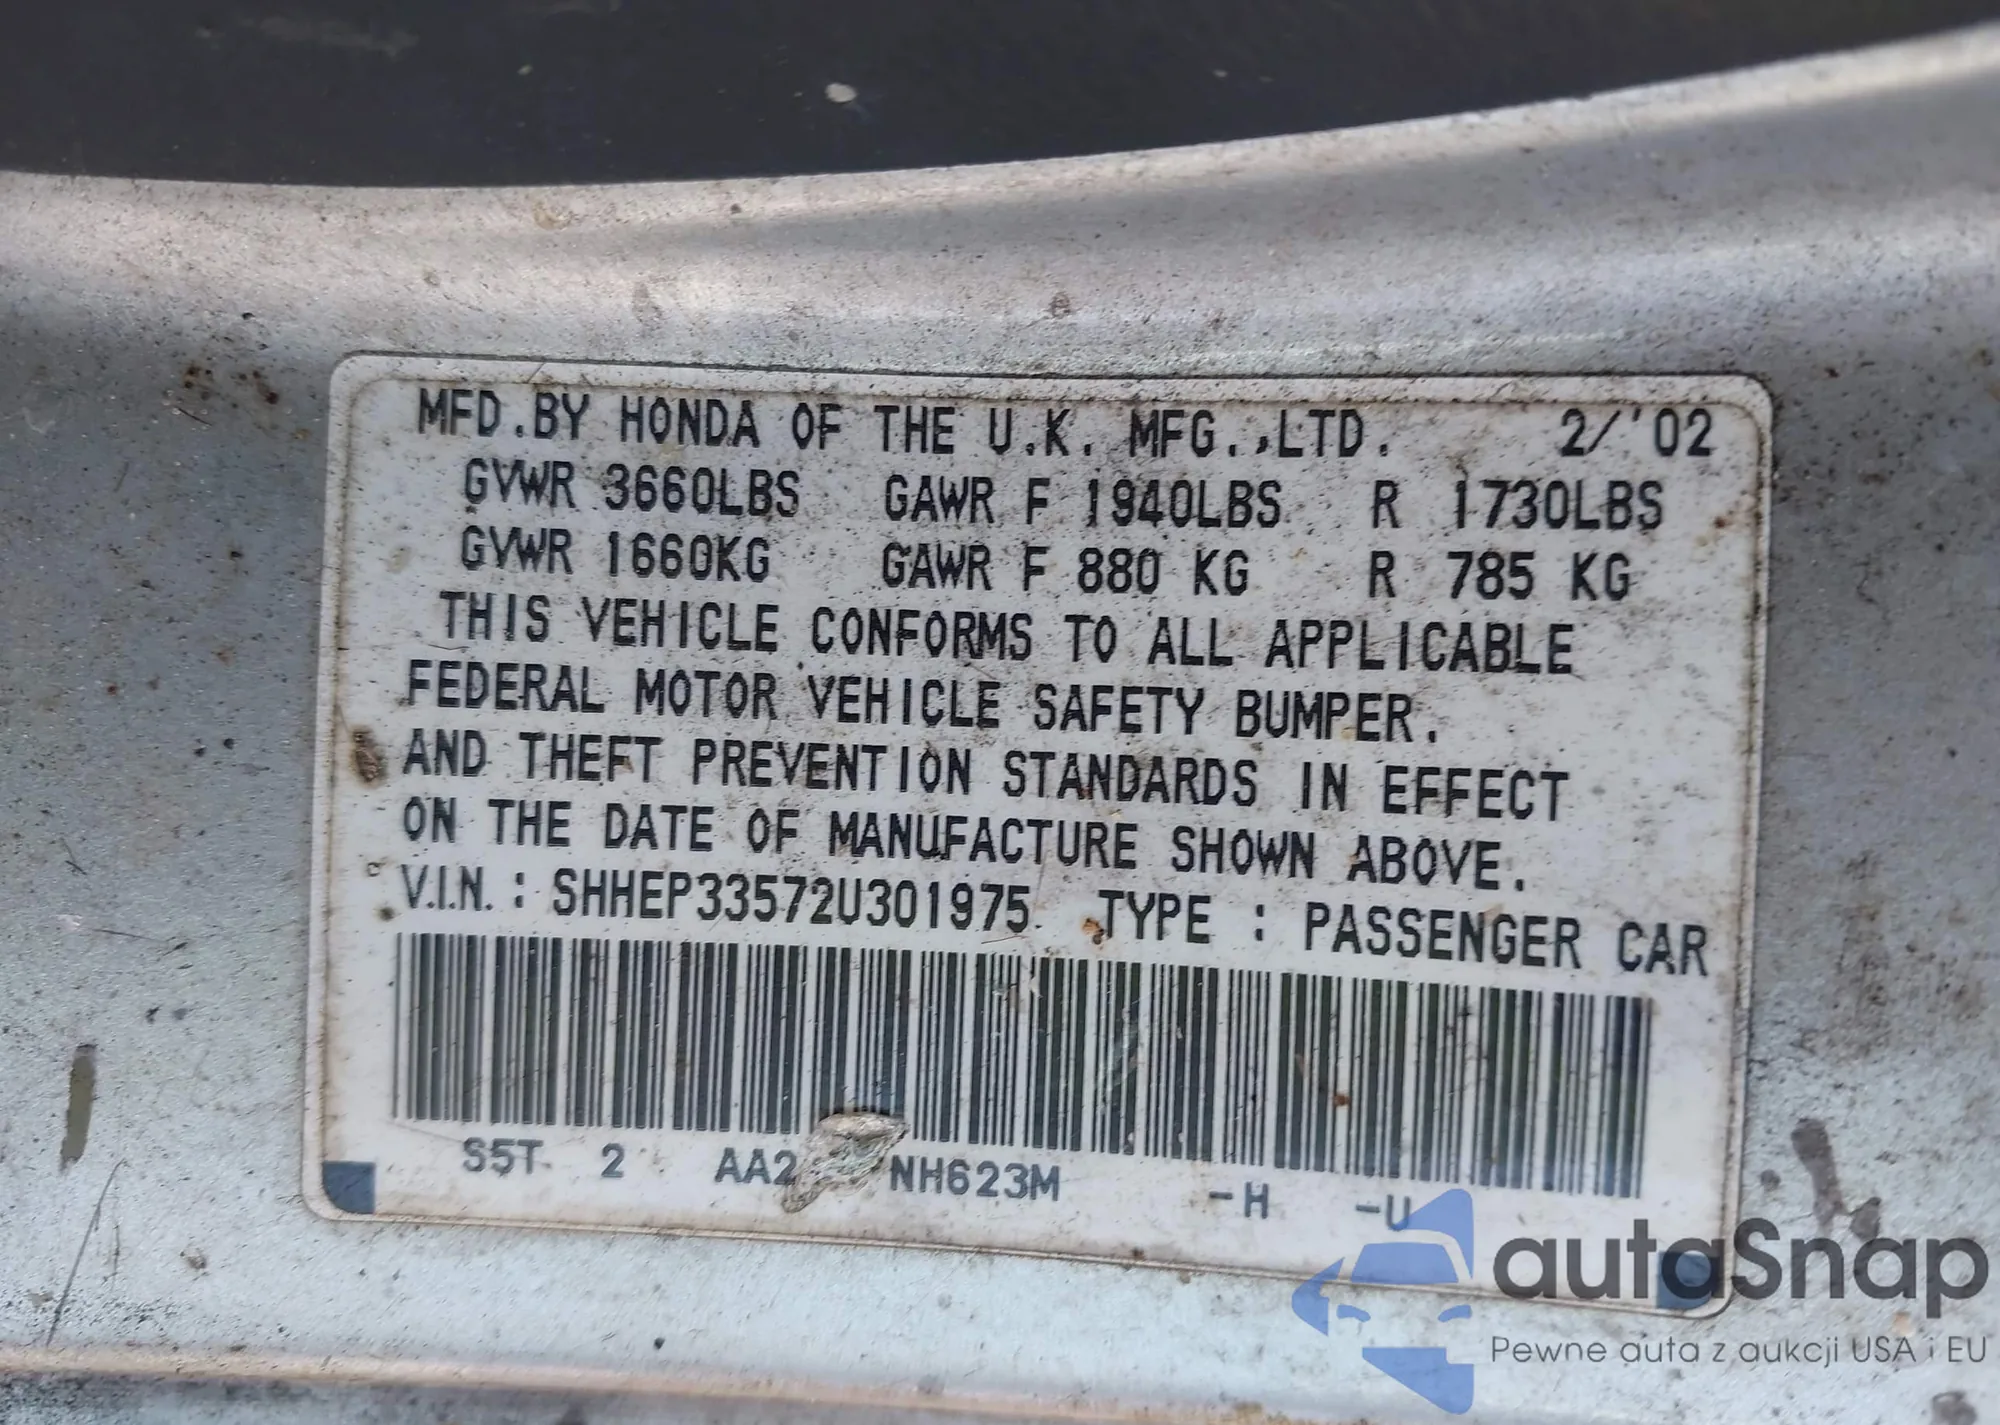 MFD.BY HONDA OF THE U.K. MFG.,LTD. 2/'02
GVWR 3660LBS GAWR F 1940LBS R 1730LBS
GVWR 1660KG GAWR F 880 KG R 785 KG
THIS VEHICLE CONFORMS TO ALL APPLICABLE
FEDERAL MOTOR VEHICLE SAFETY BUMPER.
AND THEFT PREVENTION STANDARDS IN EFFECT
ON THE DATE OF MANUFACTURE SHOWN ABOVE.
V.I.N. : SHHEP33572U301975 TYPE : PASSENGER CAR
S5T 2 AA2 NH623M -H -U
autaSnap
Pewne auta z aukcji USA i EU